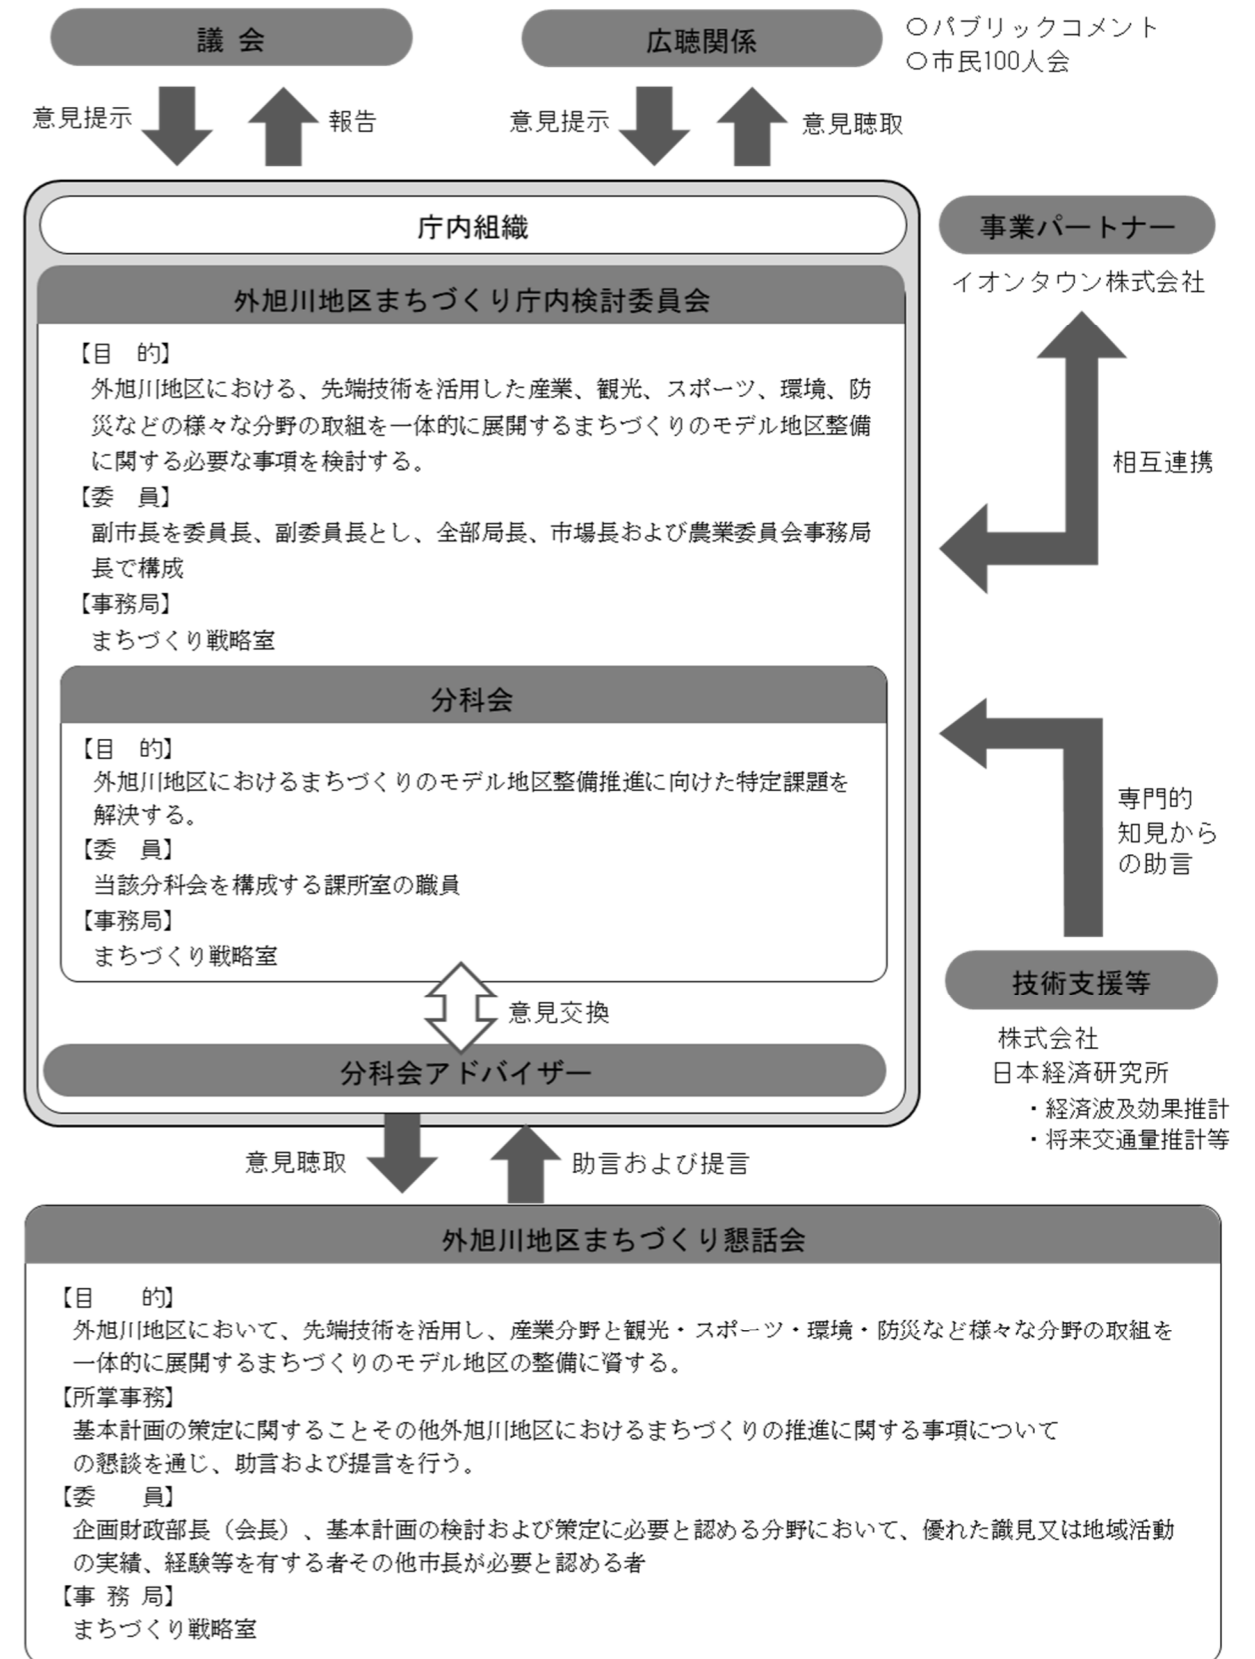 議 会
広聴関係
○パブリックコメント
○市民100人会
意見提示
報告
意見提示
意見聴取
庁内組織
外旭川地区まちづくり庁内検討委員会
【目　的】
外旭川地区における、先端技術を活用した産業、観光、スポーツ、環境、防
災などの様々な分野の取組を一体的に展開するまちづくりのモデル地区整備
に関する必要な事項を検討する。
【委　員】
副市長を委員長、副委員長とし、全部局長、市場長および農業委員会事務局
長で構成
【事務局】
まちづくり戦略室
分科会
【目　的】
外旭川地区におけるまちづくりのモデル地区整備推進に向けた特定課題を
解決する。
【委　員】
当該分科会を構成する課所室の職員
【事務局】
まちづくり戦略室
意見交換
分科会アドバイザー
事業パートナー
イオンタウン株式会社
相互連携
専門的
知見から
の助言
技術支援等
株式会社
日本経済研究所
・経済波及効果推計
・将来交通量推計等
意見聴取
助言および提言
外旭川地区まちづくり懇話会
【目　　的】
外旭川地区において、先端技術を活用し、産業分野と観光・スポーツ・環境・防災など様々な分野の取組を
一体的に展開するまちづくりのモデル地区の整備に資する。
【所掌事務】
基本計画の策定に関することその他外旭川地区におけるまちづくりの推進に関する事項について
の懇談を通じ、助言および提言を行う。
【委　　員】
企画財政部長（会長）、基本計画の検討および策定に必要と認める分野において、優れた識見又は地域活動
の実績、経験等を有する者その他市長が必要と認める者
【事 務 局】
まちづくり戦略室